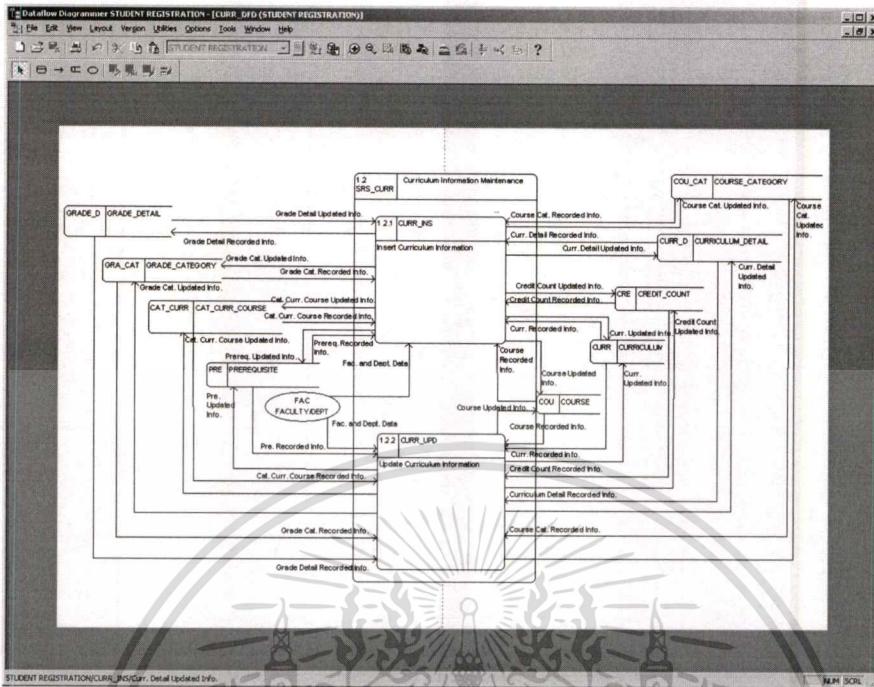 Dataflow Diagrammer STUDENT REGISTRATION - [CURR_DFD (STUDENT REGISTRATION)]
File Edit View Layout Version Utilities Options Tools Window Help
STUDENT REGISTRATION
1.2 Curriculum Information Maintenance
SRS_CURR
COU_CAT COURSE_CATEGORY
GRADE_D GRADE_DETAIL
Grade Detail Updated Info.
1.2.1 CURR_INS
Course Cat. Recorded Info.
Course Cat. Updated Info.
Course Cat. Updated Info.
Grade Detail Recorded Info.
Insert Curriculum Information
Curr. Detail Recorded Info.
Curr. Detail Updated Info.
CURR_D CURRICULUM_DETAIL
GRA_CAT GRADE_CATEGORY
Grade Cat. Updated Info.
Grade Cat. Recorded Info.
Curr. Detail Updated Info.
Grade Cat. Updated Info.
Credit Count Updated Info.
CRE CREDIT_COUNT
CAT_CURR CAT_CURR_COURSE
Cat. Curr. Course Updated Info.
Credit Count Recorded Info.
Cat. Curr. Course Recorded Info.
Credit Count Updated Info.
Cat. Curr. Course Updated Info.
Curr. Recorded Info.
Curr. Updated Info.
Prereq. Recorded Info.
CURR CURRICULUM
Prereq. Updated Info.
Fac. and Dept. Data
Course Recorded Info.
PRE PREREQUISITE
Course Updated Info.
Curr. Updated Info.
Pre. Updated Info.
FAC
FACULTY/DEPT
COU COURSE
Course Updated Info.
Fac. and Dept. Data
Course Recorded Info.
1.2.2 CURR_UPD
Pre. Recorded Info.
Curr. Recorded Info.
Update Curriculum Information
Credit Count Recorded Info.
Cat. Curr. Course Recorded Info.
Curriculum Detail Recorded Info.
Grade Cat. Recorded Info.
Course Cat. Recorded Info.
Grade Detail Recorded Info.
STUDENT REGISTRATION/CURR_INS/Curr. Detail Updated Info.
NUM SCRL